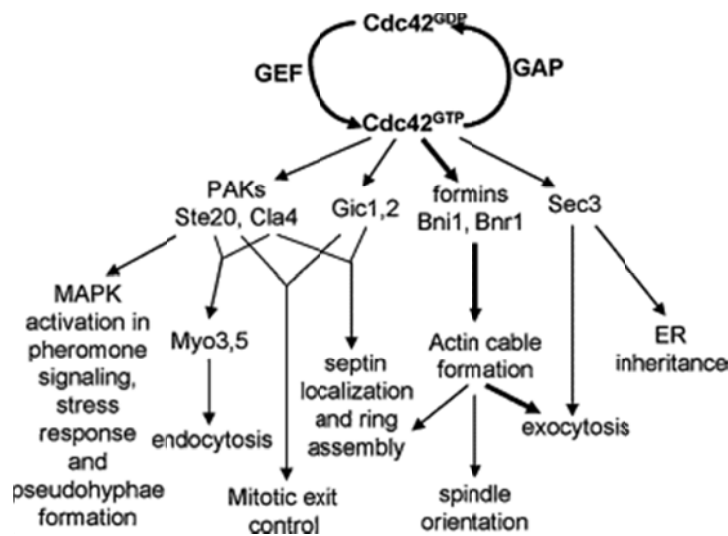 Cdc42GDP
GEF
GAP
Cdc42GTP
PAKs
Ste20, Cla4
Gic1,2
formins
Bni1, Bnr1
Sec3
MAPK
activation in
pheromone
signaling,
stress
response
and
pseudohyphae
formation
Myo3,5
endocytosis
Mitotic exit
control
septin
localization
and ring
assembly
Actin cable
formation
spindle
orientation
exocytosis
ER
inheritance